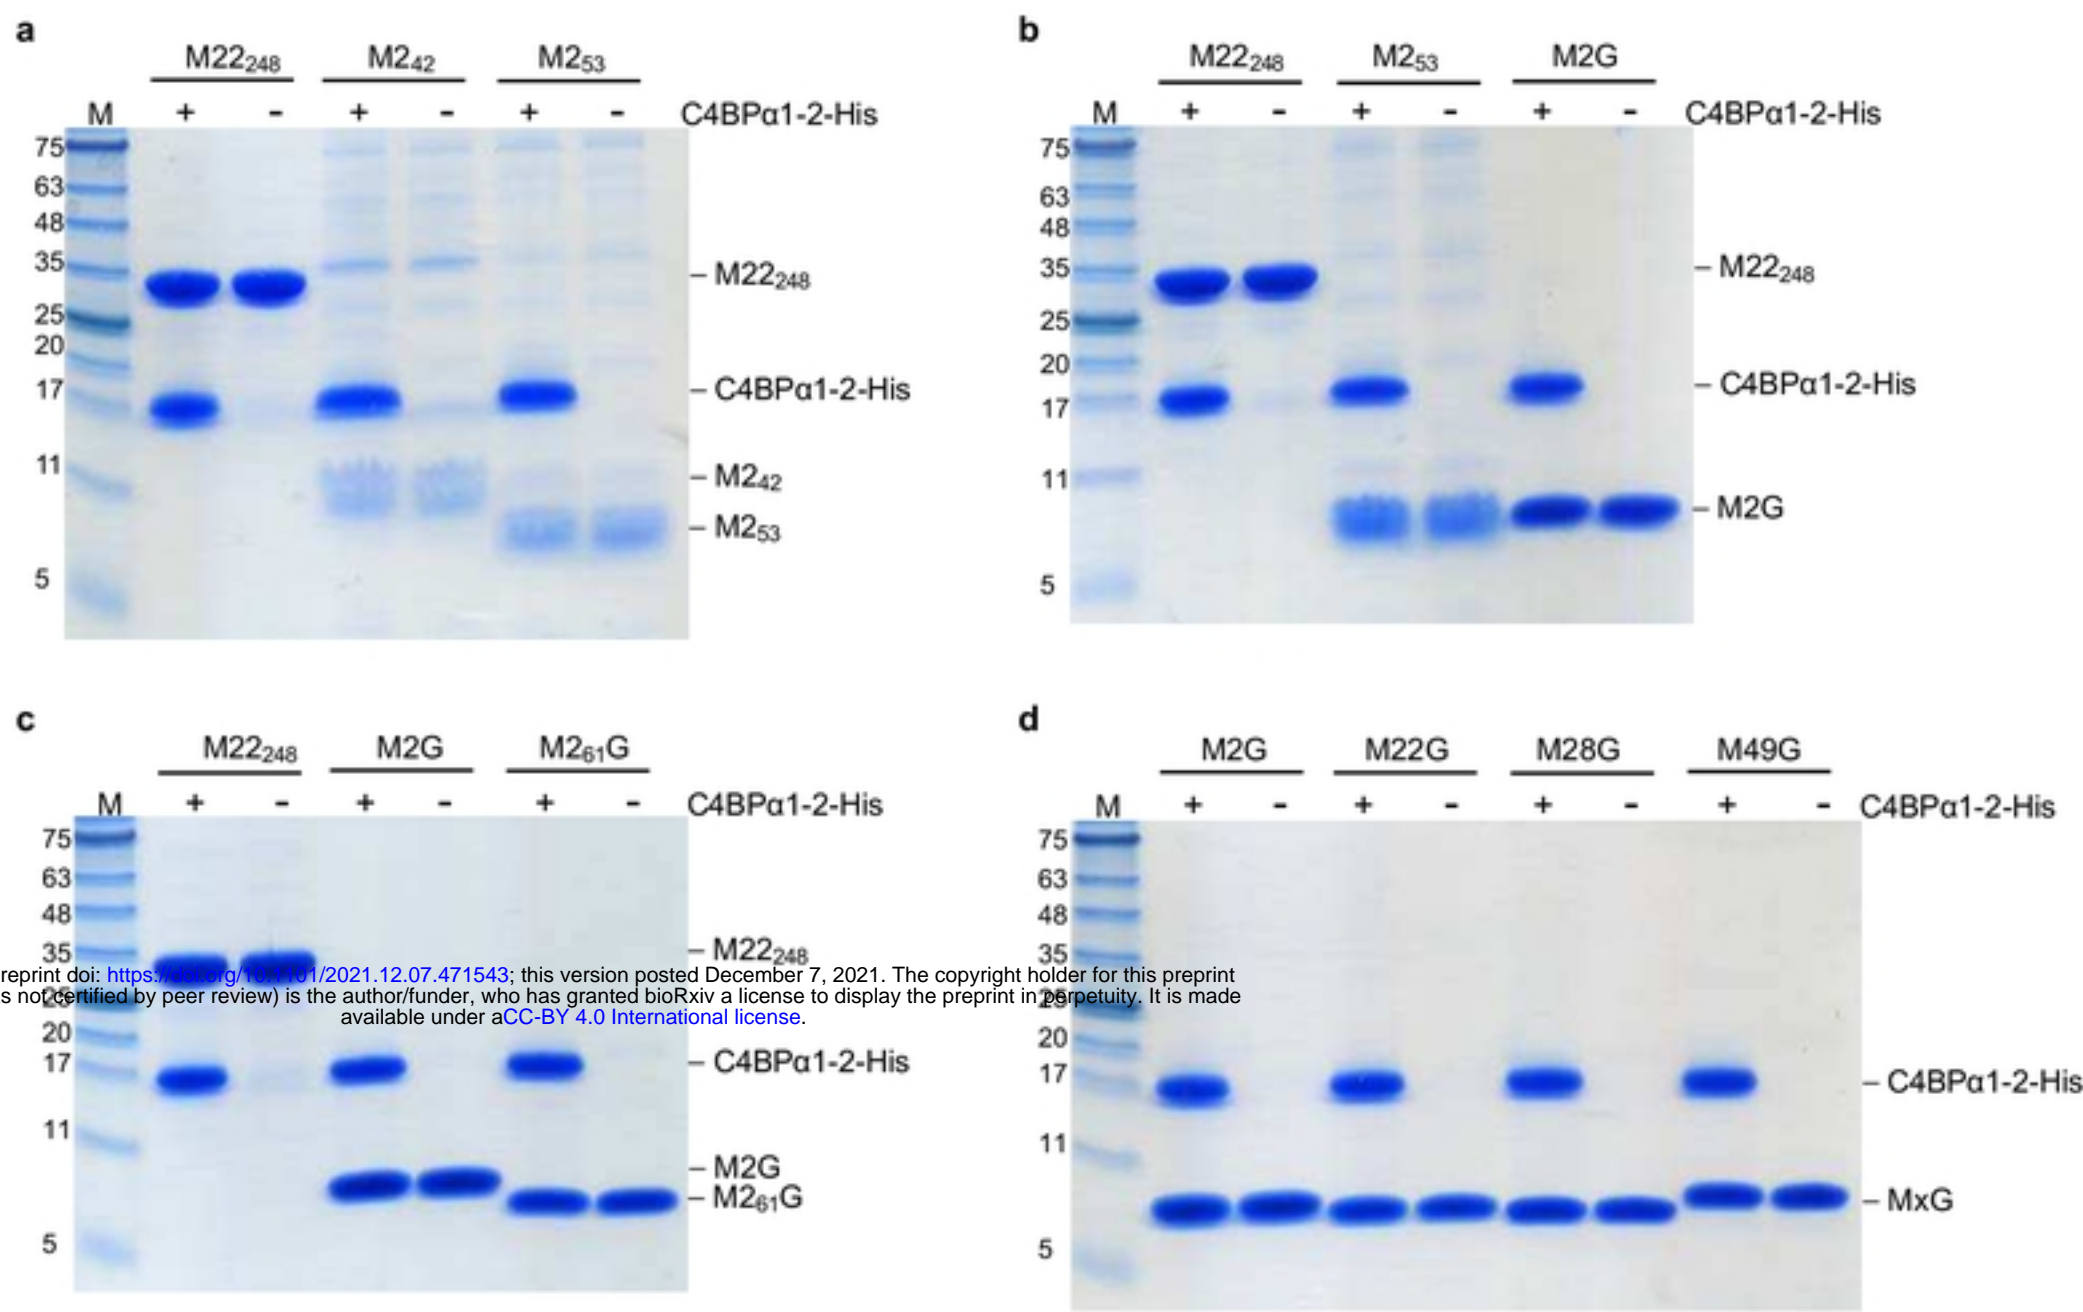 a
M22₂₄₈ M2₄₂ M2₅₃
M + - + - + - C4BPα1-2-His
75
63
48
35
25
20
17
11
5
M22₂₄₈
C4BPα1-2-His
M2₄₂
M2₅₃
b
M22₂₄₈ M2₅₃ M2G
M + - + - + - C4BPα1-2-His
75
63
48
35
25
20
17
11
5
M22₂₄₈
C4BPα1-2-His
M2G
c
M22₂₄₈ M2G M2₆₁G
M + - + - + - C4BPα1-2-His
75
63
48
35
25
20
17
11
5
M22₂₄₈
C4BPα1-2-His
M2G
M2₆₁G
d
M2G M22G M28G M49G
M + - + - + - + - C4BPα1-2-His
75
63
48
35
25
20
17
11
5
C4BPα1-2-His
MxG
reprint doi: https://doi.org/10.1101/2021.12.07.471543; this version posted December 7, 2021. The copyright holder for this preprint
s not certified by peer review) is the author/funder, who has granted bioRxiv a license to display the preprint in perpetuity. It is made
available under aCC-BY 4.0 International license.